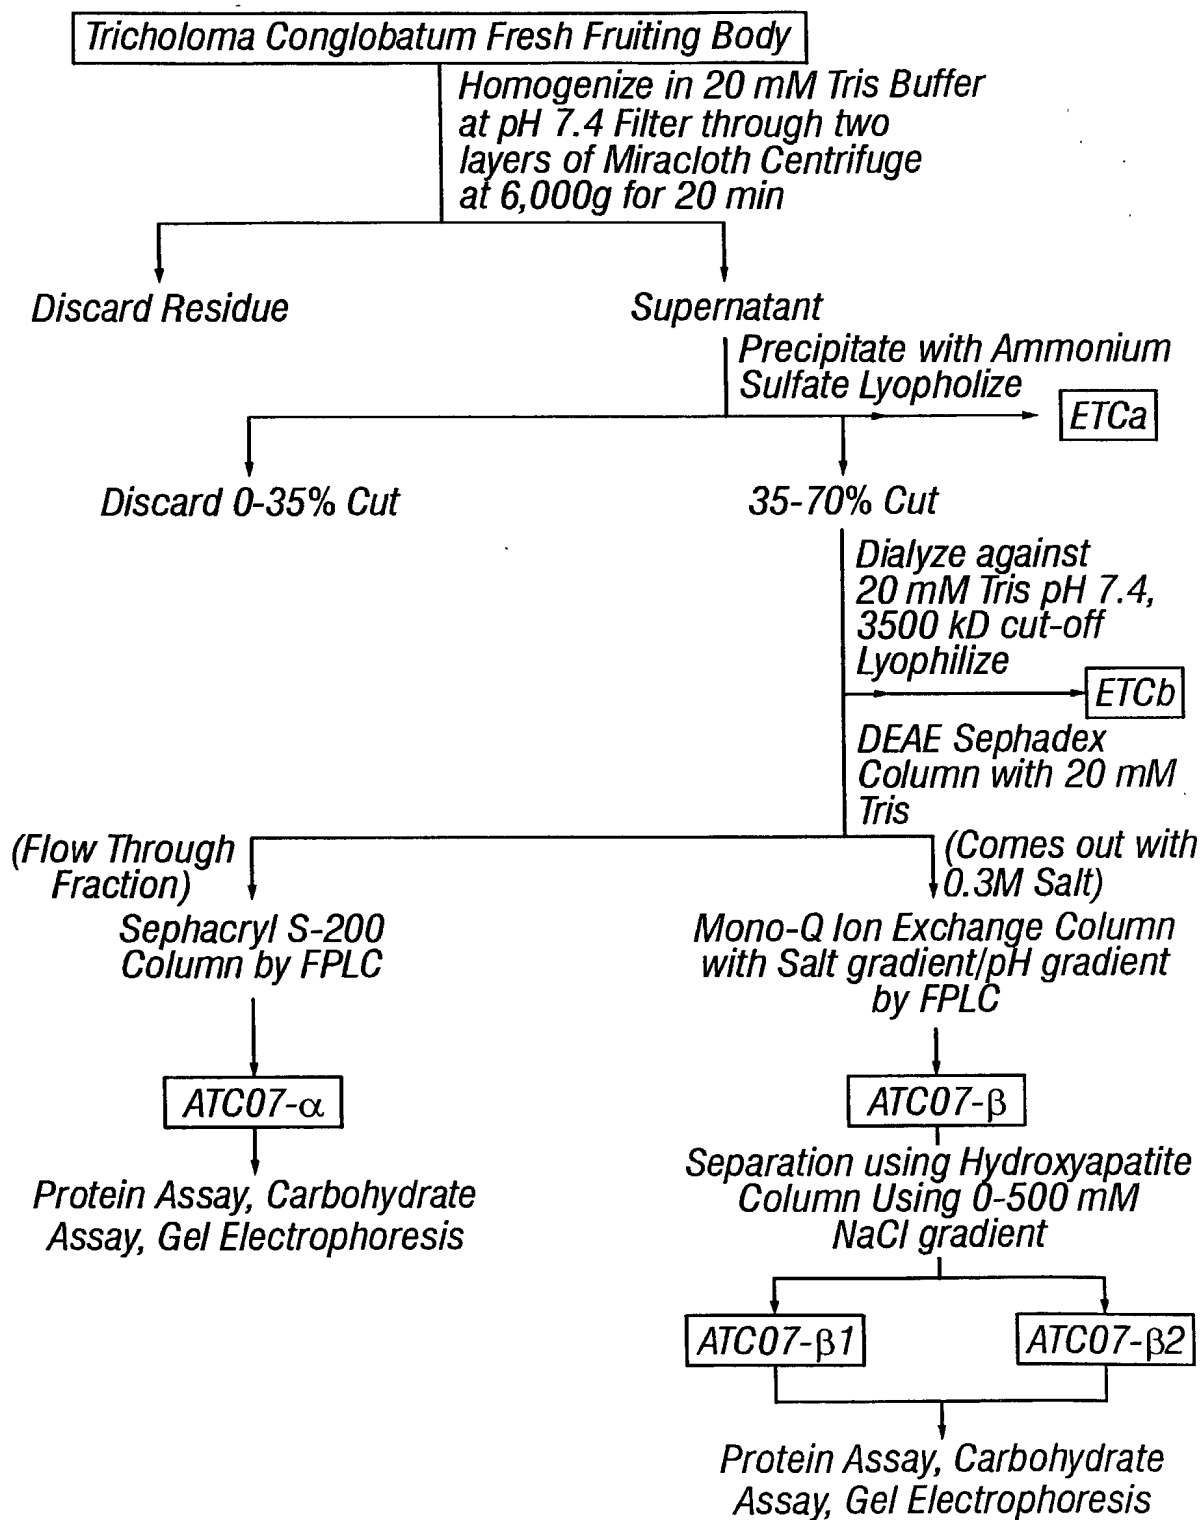 Tricholoma Conglobatum Fresh Fruiting Body
Homogenize in 20 mM Tris Buffer
at pH 7.4 Filter through two
layers of Miracloth Centrifuge
at 6,000g for 20 min
Discard Residue
Supernatant
Precipitate with Ammonium
Sulfate Lyopholize
ETCa
Discard 0-35% Cut
35-70% Cut
Dialyze against
20 mM Tris pH 7.4,
3500 kD cut-off
Lyophilize
ETCb
DEAE Sephadex
Column with 20 mM
Tris
(Flow Through
Fraction)
(Comes out with
0.3M Salt)
Sephacryl S-200
Column by FPLC
Mono-Q Ion Exchange Column
with Salt gradient/pH gradient
by FPLC
ATC07-α
ATC07-β
Protein Assay, Carbohydrate
Assay, Gel Electrophoresis
Separation using Hydroxyapatite
Column Using 0-500 mM
NaCl gradient
ATC07-β1
ATC07-β2
Protein Assay, Carbohydrate
Assay, Gel Electrophoresis